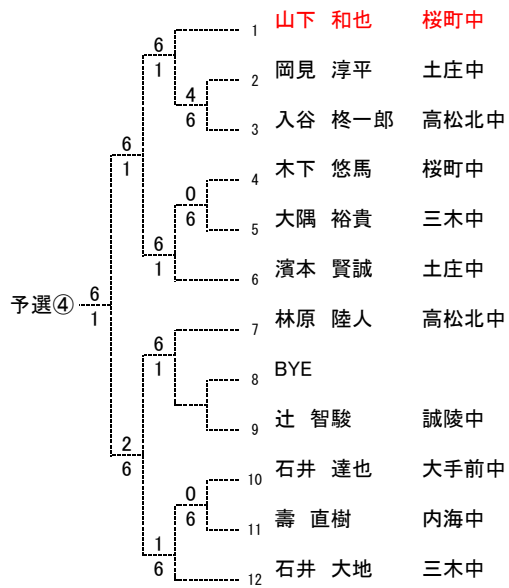 1 山下 和也 桜町中
6
1
2 岡見 淳平 土庄中
4
6
3 入谷 柊一郎 高松北中
6
1
4 木下 悠馬 桜町中
0
6
5 大隅 裕貴 三木中
6
1
6 濱本 賢誠 土庄中
予選④ 6
1
7 林原 陸人 高松北中
6
1
8 BYE
9 辻 智駿 誠陵中
2
6
10 石井 達也 大手前中
0
6
11 壽 直樹 内海中
1
6
12 石井 大地 三木中